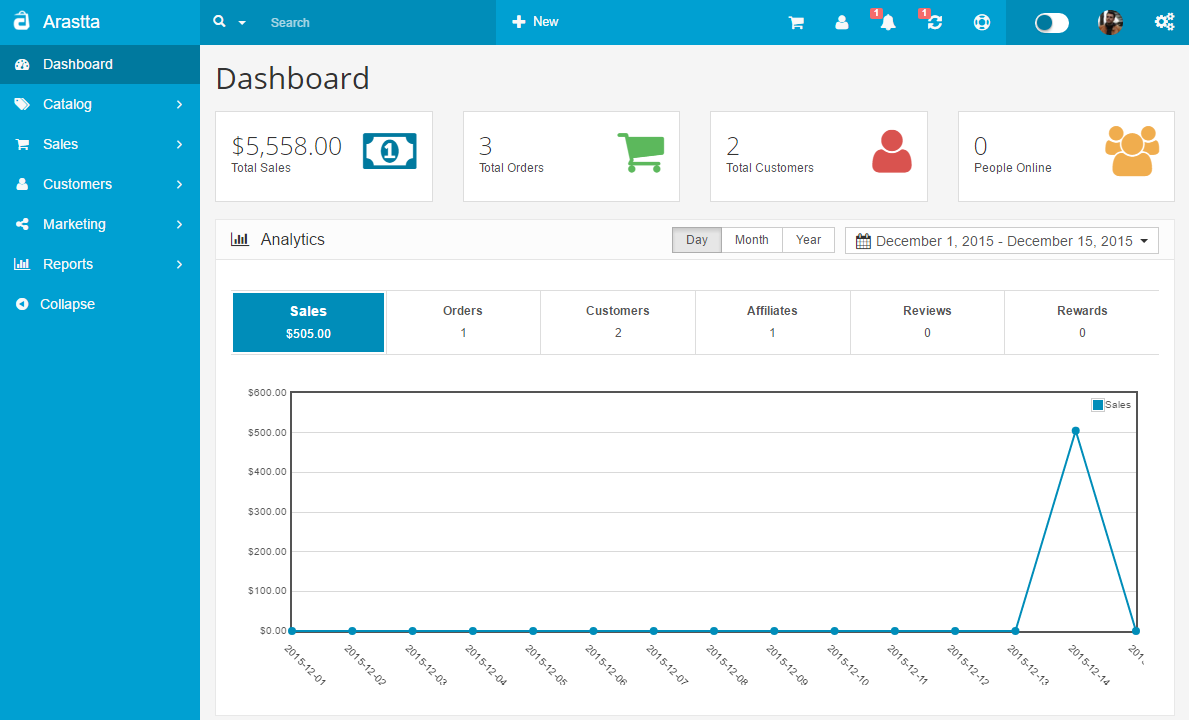 Arastta
Search
New
1
1
Dashboard
Catalog
Sales
Customers
Marketing
Reports
Collapse
Dashboard
$5,558.00
Total Sales
1
3
Total Orders
2
Total Customers
0
People Online
Analytics
Day Month Year
December 1, 2015 - December 15, 2015
Sales Orders Customers Affiliates Reviews Rewards
$505.00 1 2 1 0 0
$600.00
Sales
$500.00
$400.00
$300.00
$200.00
$100.00
$0.00
2015-12-01 2015-12-02 2015-12-03 2015-12-04 2015-12-05 2015-12-06 2015-12-07 2015-12-08 2015-12-09 2015-12-10 2015-12-11 2015-12-12 2015-12-13 2015-12-14